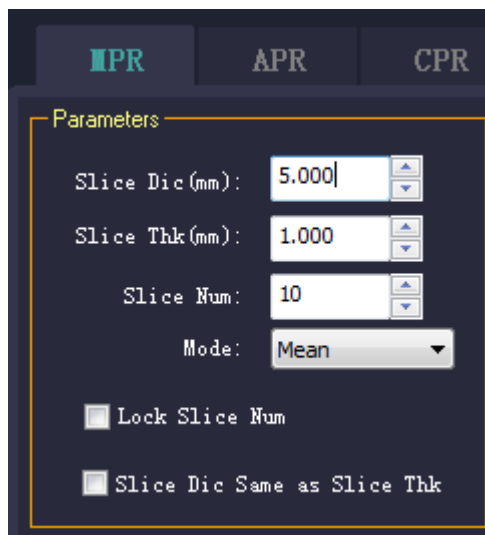 MPR APR CPR
Parameters
Slice Dic(mm): 5.000
Slice Thk(mm): 1.000
Slice Num: 10
Mode: Mean
Lock Slice Num
Slice Dic Same as Slice Thk